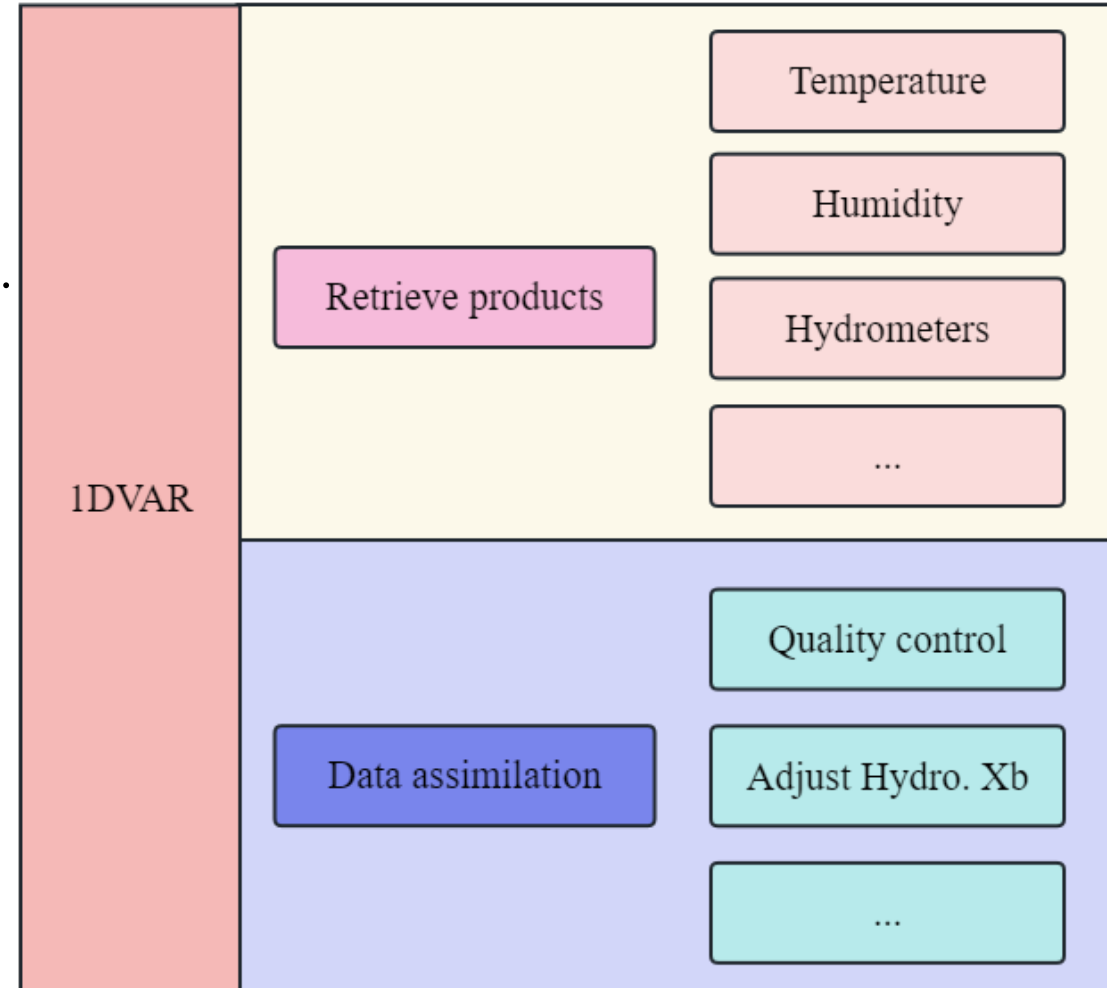 1DVAR
Retrieve products
Temperature
Humidity
Hydrometers
...
Data assimilation
Quality control
Adjust Hydro. Xb
...